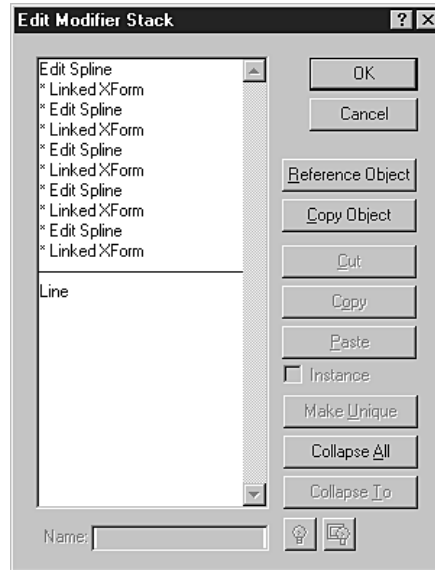 Edit Modifier Stack
Edit Spline
* Linked XForm
* Edit Spline
* Linked XForm
* Edit Spline
* Linked XForm
* Edit Spline
* Linked XForm
* Edit Spline
* Linked XForm
Line
Name:
OK
Cancel
Reference Object
Copy Object
Cut
Copy
Paste
Instance
Make Unique
Collapse All
Collapse To